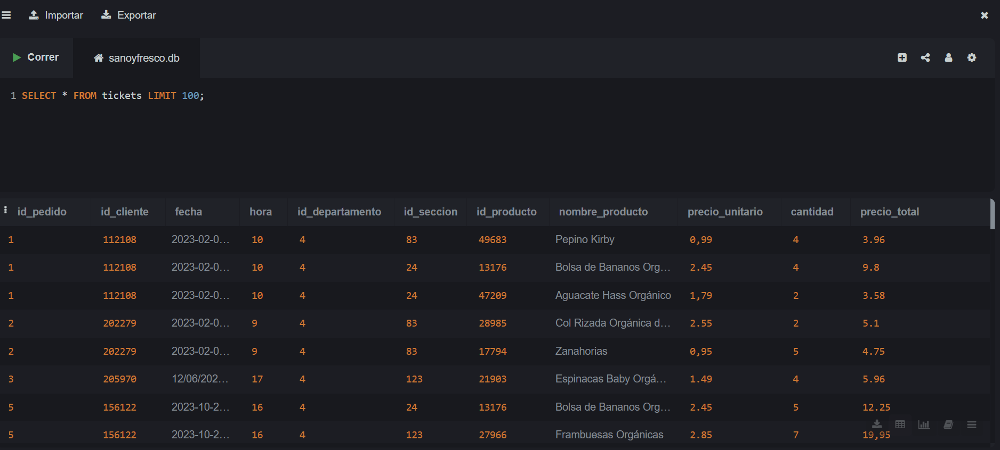 Importar Exportar
Correr sanoyfresco.db
1 SELECT * FROM tickets LIMIT 100;
id_pedido id_cliente fecha hora id_departamento id_seccion id_producto nombre_producto precio_unitario cantidad precio_total
1 112108 2023-02-0… 10 4 83 49683 Pepino Kirby 0,99 4 3.96
1 112108 2023-02-0… 10 4 24 13176 Bolsa de Bananos Org… 2.45 4 9.8
1 112108 2023-02-0… 10 4 24 47209 Aguacate Hass Orgánico 1,79 2 3.58
2 202279 2023-02-0… 9 4 83 28985 Col Rizada Orgánica d… 2.55 2 5.1
2 202279 2023-02-0… 9 4 83 17794 Zanahorias 0,95 5 4.75
3 205970 12/06/202… 17 4 123 21903 Espinacas Baby Orgá… 1.49 4 5.96
5 156122 2023-10-2… 16 4 24 13176 Bolsa de Bananos Org… 2.45 5 12.25
5 156122 2023-10-2… 16 4 123 27966 Frambuesas Orgánicas 2.85 7 19,95